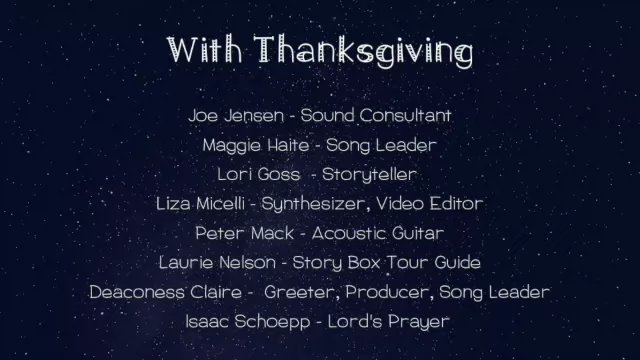 With Thanksgiving
Joe Jensen - Sound Consultant
Maggie Haite - Song Leader
Lori Goss - Storyteller
Liza Micelli - Synthesizer, Video Editor
Peter Mack - Acoustic Guitar
Laurie Nelson - Story Box Tour Guide
Deaconess Claire - Greeter, Producer, Song Leader
Isaac Schoepp - Lord's Prayer